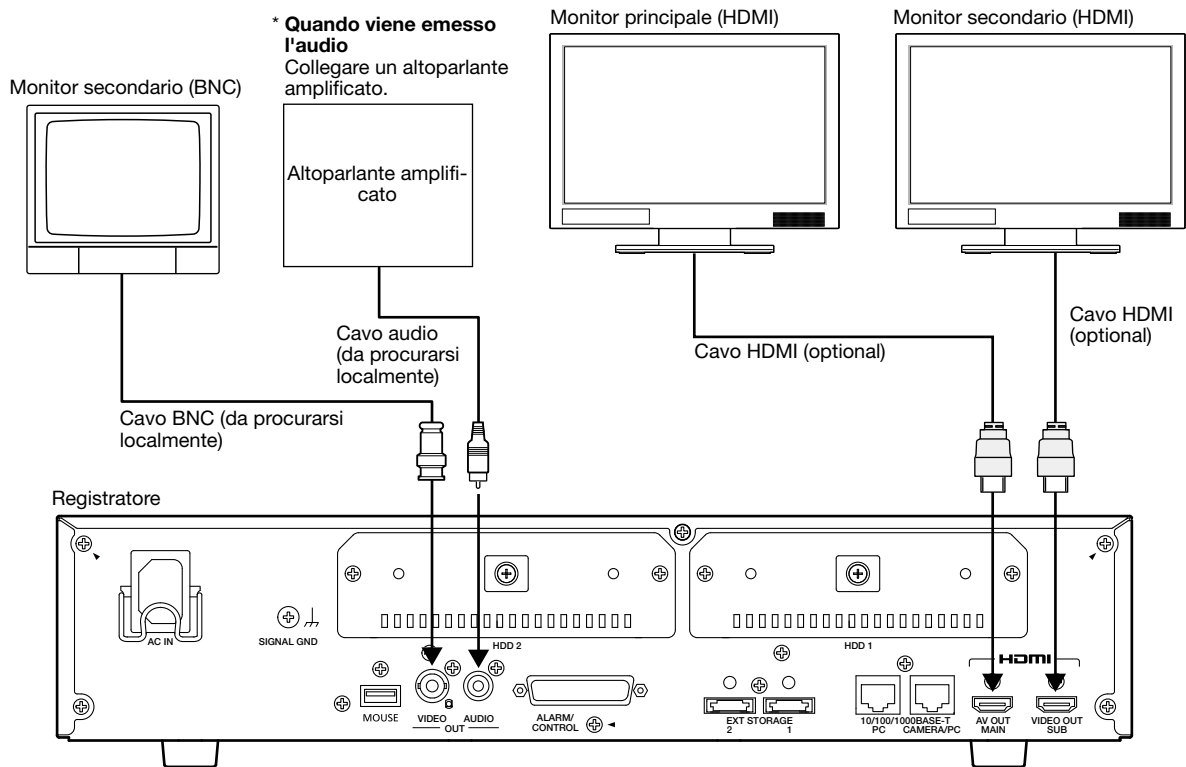 * Quando viene emesso
l'audio
Collegare un altoparlante
amplificato.
Monitor principale (HDMI)
Monitor secondario (HDMI)
Monitor secondario (BNC)
Altoparlante amplifi-
cato
Cavo audio
(da procurarsi
localmente)
Cavo HDMI (optional)
Cavo HDMI
(optional)
Cavo BNC (da procurarsi
localmente)
Registratore
AC IN
SIGNAL GND
HDD 2
HDD 1
HDMI
MOUSE
VIDEO
AUDIO
OUT
ALARM/
CONTROL
EXT STORAGE
2
1
10/100/1000BASE-T
PC
CAMERA/PC
AV OUT
MAIN
VIDEO OUT
SUB